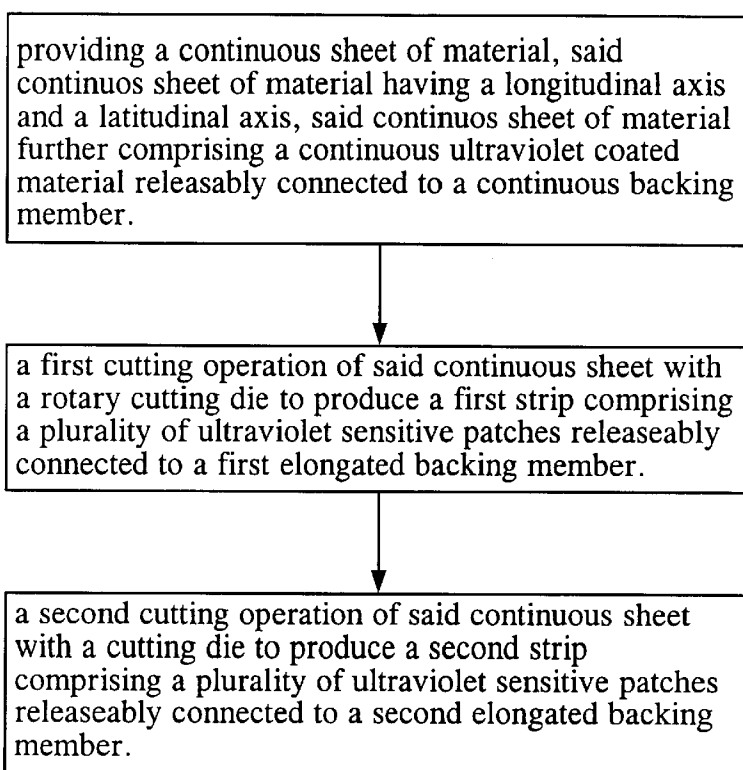 providing a continuous sheet of material, said
continuos sheet of material having a longitudinal axis
and a latitudinal axis, said continuos sheet of material
further comprising a continuous ultraviolet coated
material releasably connected to a continuous backing
member.
a first cutting operation of said continuous sheet with
a rotary cutting die to produce a first strip comprising
a plurality of ultraviolet sensitive patches releaseably
connected to a first elongated backing member.
a second cutting operation of said continuous sheet
with a cutting die to produce a second strip
comprising a plurality of ultraviolet sensitive patches
releaseably connected to a second elongated backing
member.